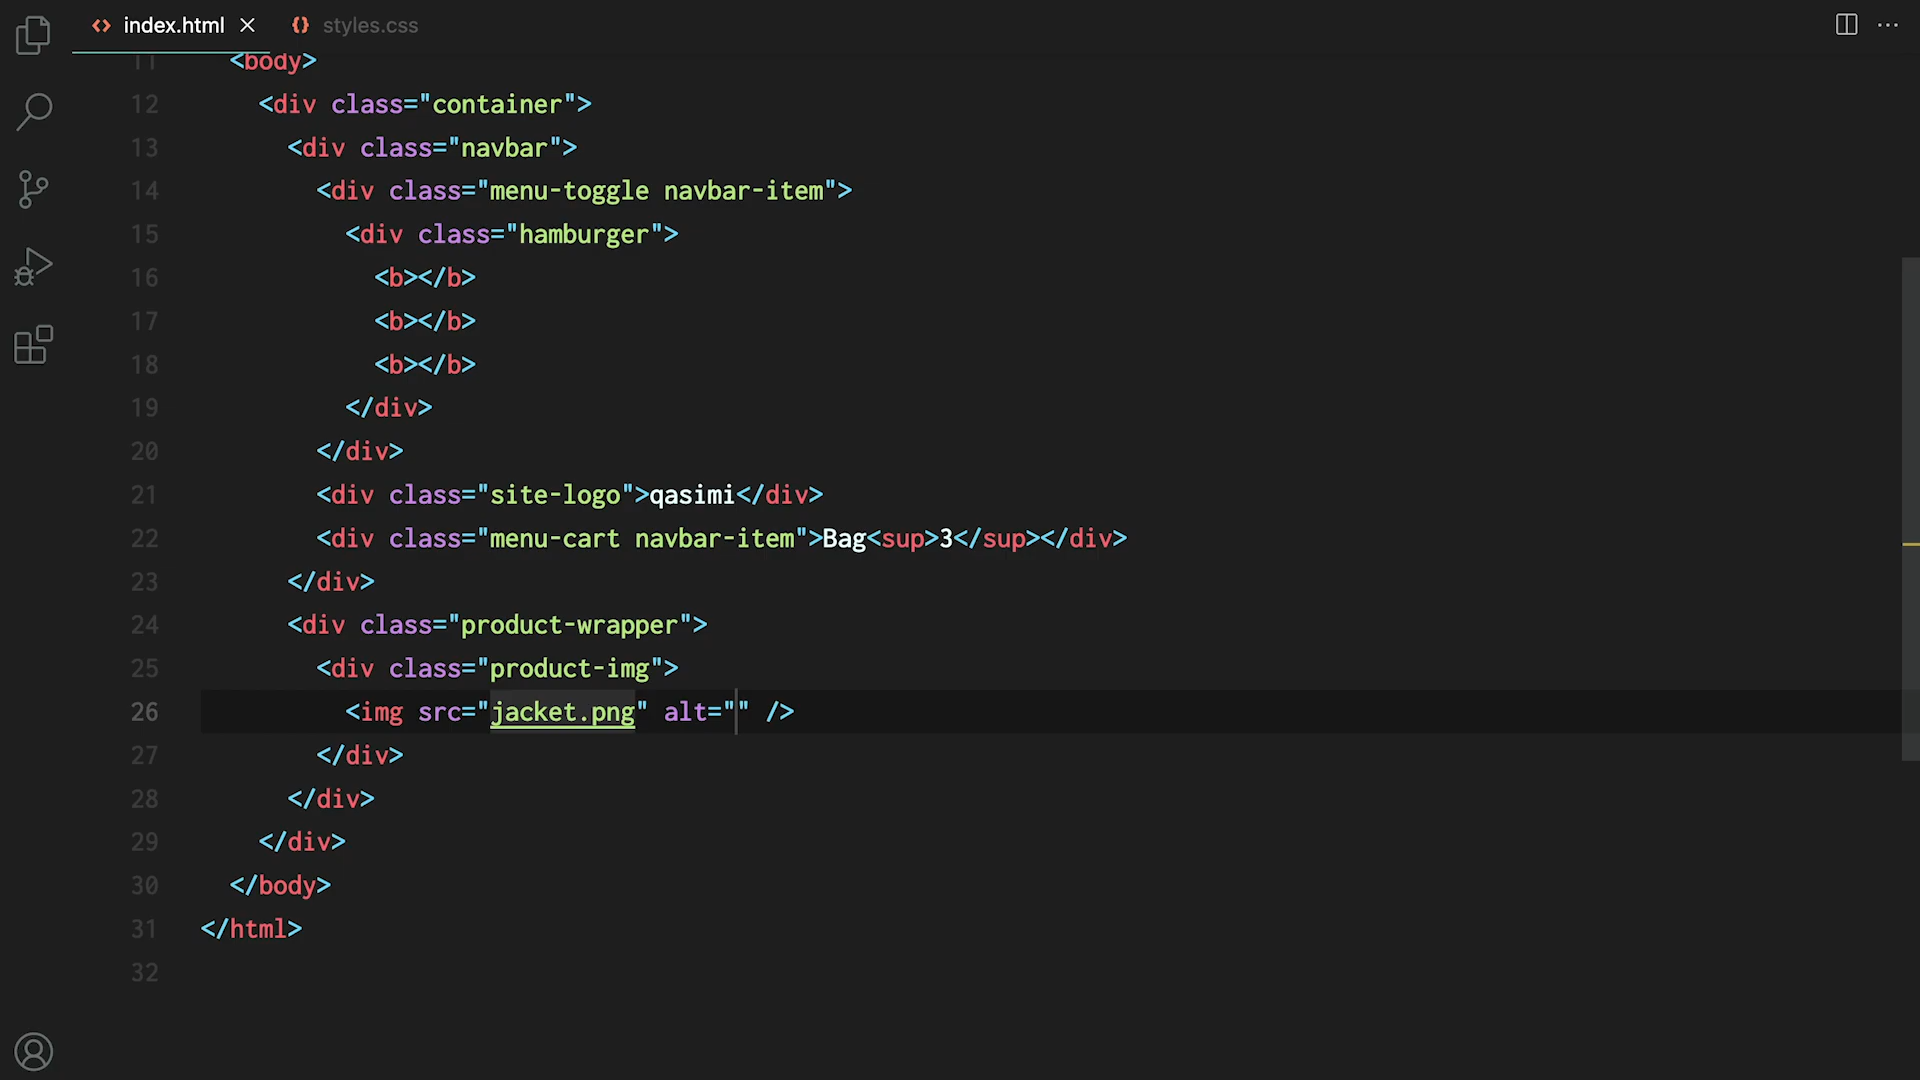 index.html styles.css
11 <body>
12 <div class="container">
13 <div class="navbar">
14 <div class="menu-toggle navbar-item">
15 <div class="hamburger">
16 <b></b>
17 <b></b>
18 <b></b>
19 </div>
20 </div>
21 <div class="site-logo">qasimi</div>
22 <div class="menu-cart navbar-item">Bag<sup>3</sup></div>
23 </div>
24 <div class="product-wrapper">
25 <div class="product-img">
26 <img src="jacket.png" alt="" />
27 </div>
28 </div>
29 </div>
30 </body>
31 </html>
32